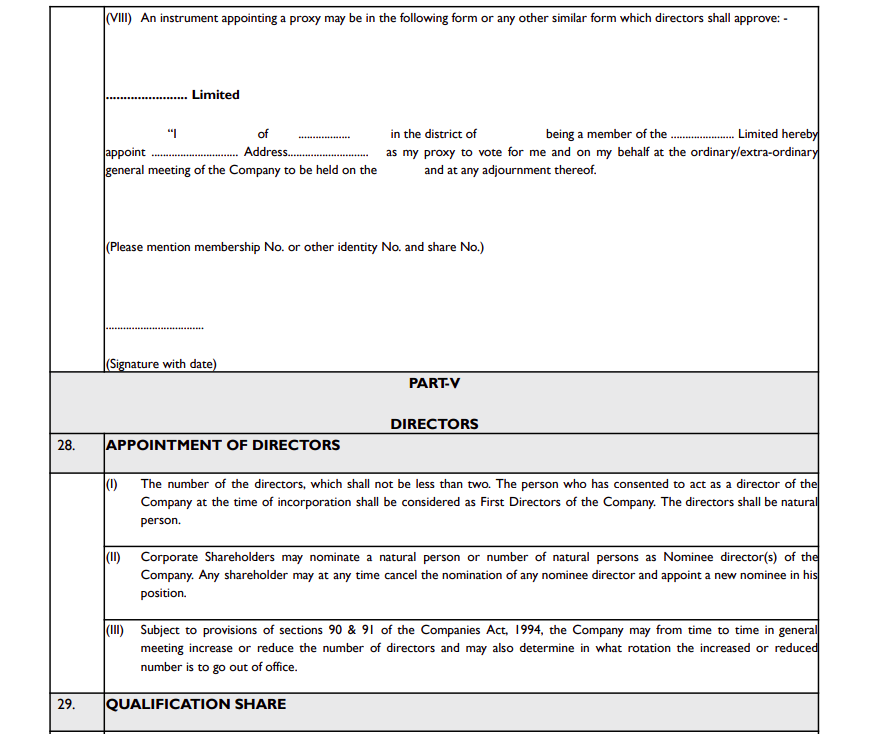 (VIII) An instrument appointing a proxy may be in the following form or any other similar form which directors shall approve: -
....................... Limited
“I of .................. in the district of being a member of the ...................... Limited hereby
appoint .............................. Address............................ as my proxy to vote for me and on my behalf at the ordinary/extra-ordinary
general meeting of the Company to be held on the and at any adjournment thereof.
(Please mention membership No. or other identity No. and share No.)
..................................
(Signature with date)
PART-V
DIRECTORS
28. APPOINTMENT OF DIRECTORS
(I) The number of the directors, which shall not be less than two. The person who has consented to act as a director of the
Company at the time of incorporation shall be considered as First Directors of the Company. The directors shall be natural
person.
(II) Corporate Shareholders may nominate a natural person or number of natural persons as Nominee director(s) of the
Company. Any shareholder may at any time cancel the nomination of any nominee director and appoint a new nominee in his
position.
(III) Subject to provisions of sections 90 & 91 of the Companies Act, 1994, the Company may from time to time in general
meeting increase or reduce the number of directors and may also determine in what rotation the increased or reduced
number is to go out of office.
29. QUALIFICATION SHARE